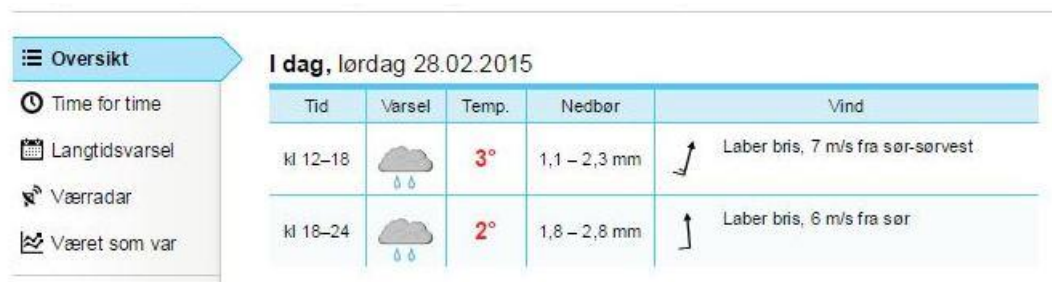 Oversikt
Time for time
Langtidsvarsel
Værradar
Været som var
I dag, lørdag 28.02.2015
Tid Varsel Temp. Nedbør Vind
kl 12–18 3° 1,1 – 2,3 mm Laber bris, 7 m/s fra sør-sørvest
kl 18–24 2° 1,8 – 2,8 mm Laber bris, 6 m/s fra sør